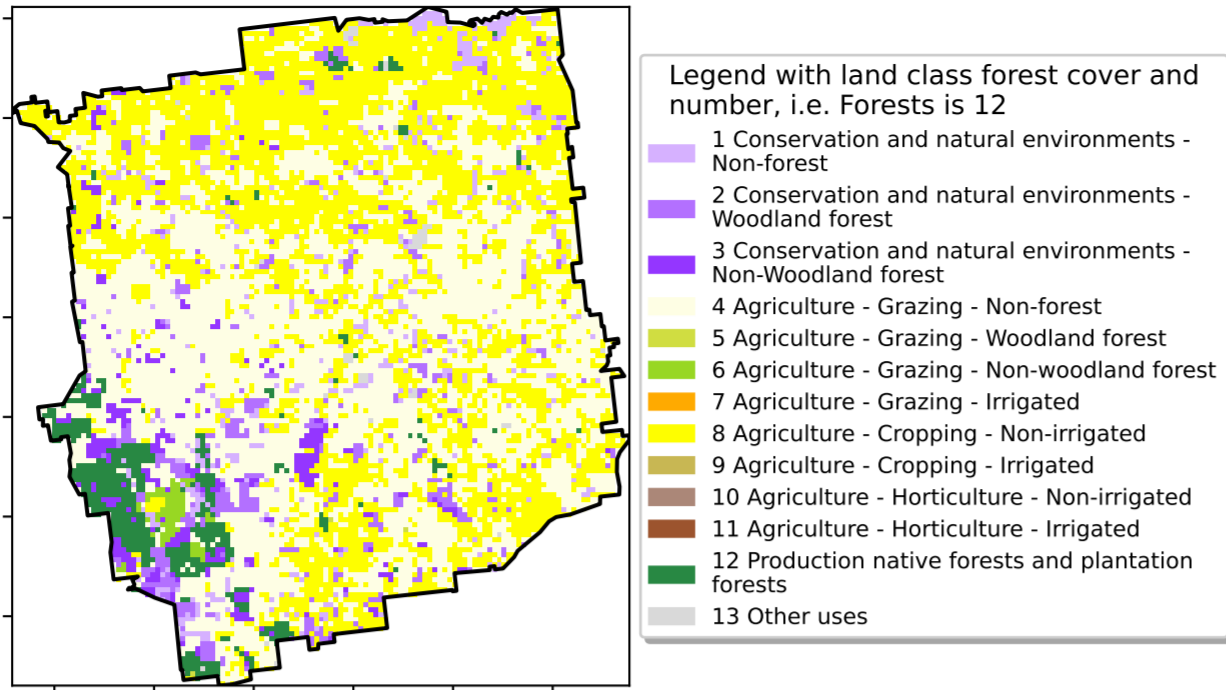 Legend with land class forest cover and
number, i.e. Forests is 12
1 Conservation and natural environments -
Non-forest
2 Conservation and natural environments -
Woodland forest
3 Conservation and natural environments -
Non-Woodland forest
4 Agriculture - Grazing - Non-forest
5 Agriculture - Grazing - Woodland forest
6 Agriculture - Grazing - Non-woodland forest
7 Agriculture - Grazing - Irrigated
8 Agriculture - Cropping - Non-irrigated
9 Agriculture - Cropping - Irrigated
10 Agriculture - Horticulture - Non-irrigated
11 Agriculture - Horticulture - Irrigated
12 Production native forests and plantation
forests
13 Other uses